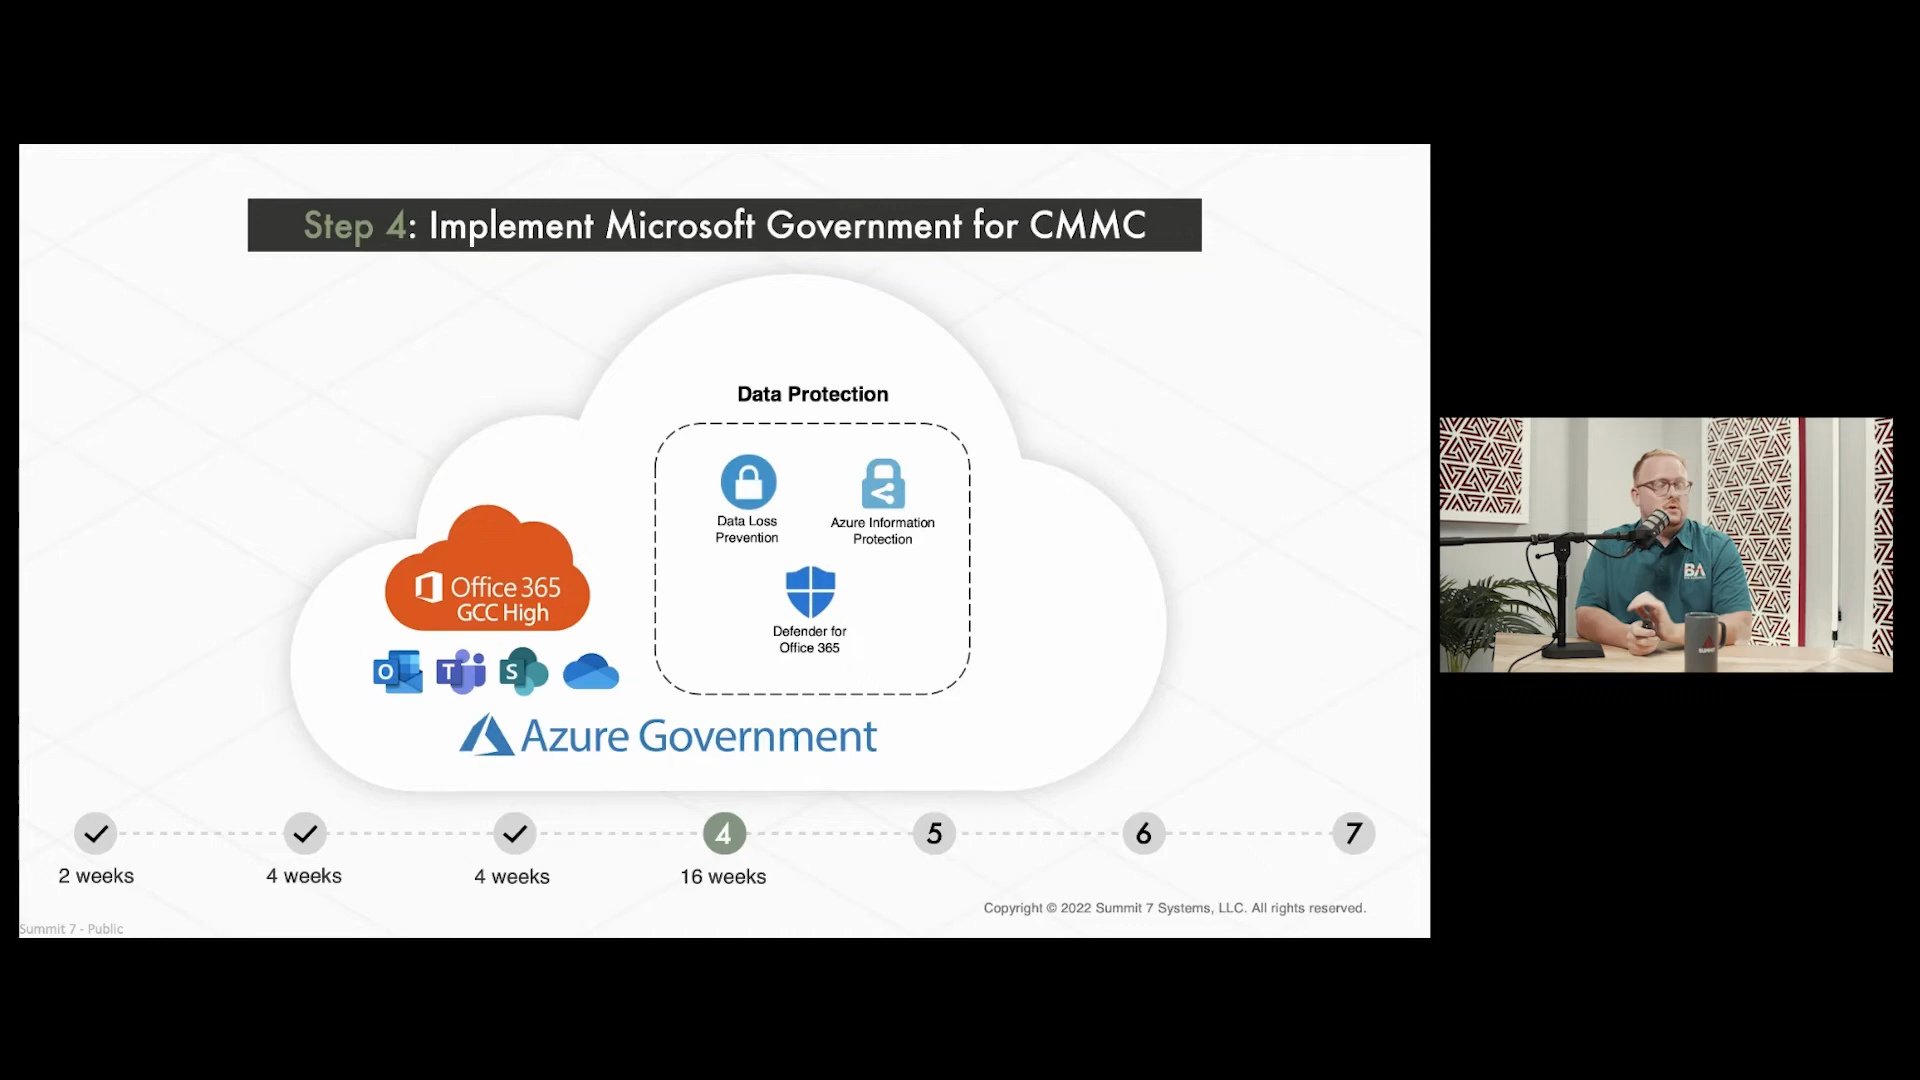 Step 4: Implement Microsoft Government for CMMC
Data Protection
Data Loss
Prevention
Azure Information
Protection
Defender for
Office 365
Office 365
GCC High
O
T
S
Azure Government
4
5
6
7
2 weeks
4 weeks
4 weeks
16 weeks
Copyright © 2022 Summit 7 Systems, LLC. All rights reserved.
Summit 7 - Public
BA